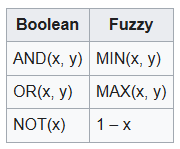 Boolean Fuzzy
AND(x, y) MIN(x, y)
OR(x, y) MAX(x, y)
NOT(x) 1 – x